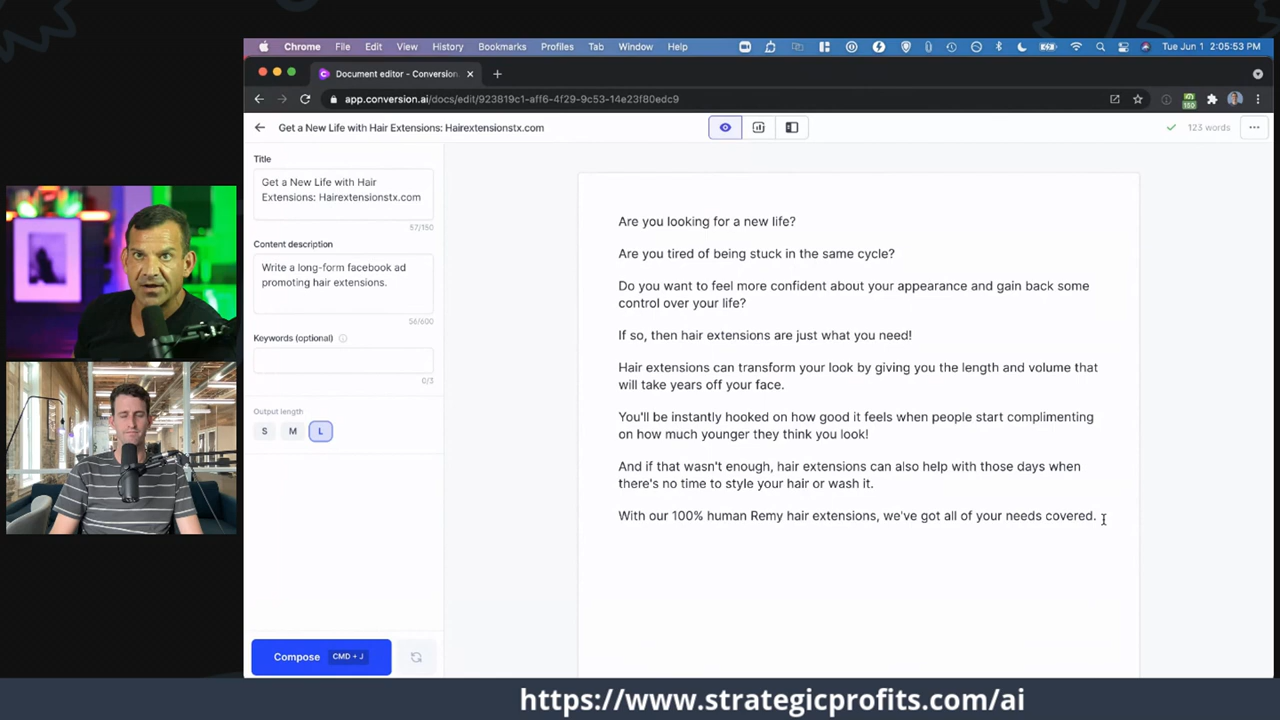 Chrome File Edit View History Bookmarks Profiles Tab Window Help
Tue Jun 1 2:05:53 PM
Document editor - Conversion.
app.conversion.ai/docs/edit/923819c1-aff6-4f29-9c53-14e23f80edc9
150
Get a New Life with Hair Extensions: Hairextensionstx.com
123 words
Title
Get a New Life with Hair
Extensions: Hairextensionstx.com
57/150
Content description
Write a long-form facebook ad
promoting hair extensions.
56/600
Keywords (optional)
0/3
Output length
S M L
Compose CMD + J
Are you looking for a new life?
Are you tired of being stuck in the same cycle?
Do you want to feel more confident about your appearance and gain back some
control over your life?
If so, then hair extensions are just what you need!
Hair extensions can transform your look by giving you the length and volume that
will take years off your face.
You'll be instantly hooked on how good it feels when people start complimenting
on how much younger they think you look!
And if that wasn't enough, hair extensions can also help with those days when
there's no time to style your hair or wash it.
With our 100% human Remy hair extensions, we've got all of your needs covered.
https://www.strategicprofits.com/ai